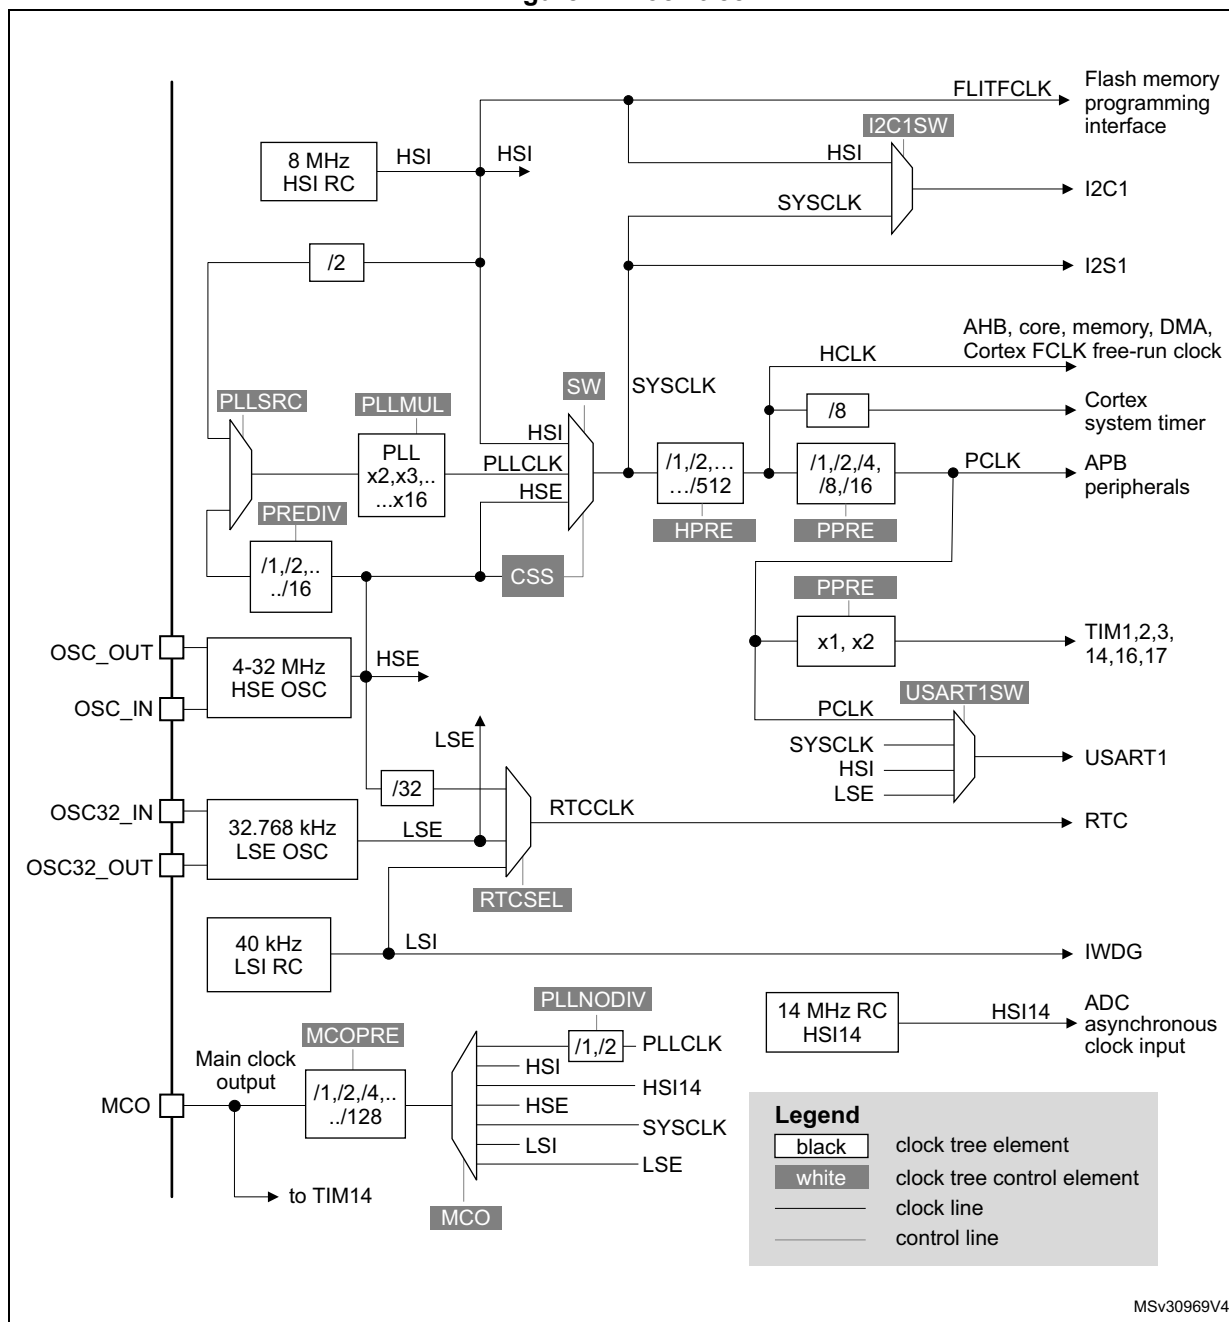 FLITFCLK
Flash memory
programming
interface
I2C1SW
8 MHz
HSI RC
HSI
HSI
HSI
SYSCLK
I2C1
/2
I2S1
AHB, core, memory, DMA,
Cortex FCLK free-run clock
HCLK
SW
SYSCLK
PLLSRC
PLLMUL
/8
Cortex
system timer
HSI
PLL
x2,x3,..
...x16
PLLCLK
HSE
/1,/2,…
…/512
/1,/2,/4,
/8,/16
PCLK
APB
peripherals
PREDIV
HPRE
PPRE
/1,/2,..
../16
CSS
PPRE
OSC_OUT
OSC_IN
4-32 MHz
HSE OSC
HSE
x1, x2
TIM1,2,3,
14,16,17
USART1SW
PCLK
SYSCLK
HSI
LSE
USART1
LSE
/32
OSC32_IN
OSC32_OUT
32.768 kHz
LSE OSC
LSE
RTCCLK
RTC
RTCSEL
40 kHz
LSI RC
LSI
IWDG
PLLNODIV
14 MHz RC
HSI14
HSI14
ADC
asynchronous
clock input
MCOPRE
Main clock
output
MCO
/1,/2,/4,..
../128
/1,/2
PLLCLK
HSI
HSI14
HSE
SYSCLK
LSI
LSE
to TIM14
MCO
Legend
black
clock tree element
white
clock tree control element
clock line
control line
MSv30969V4